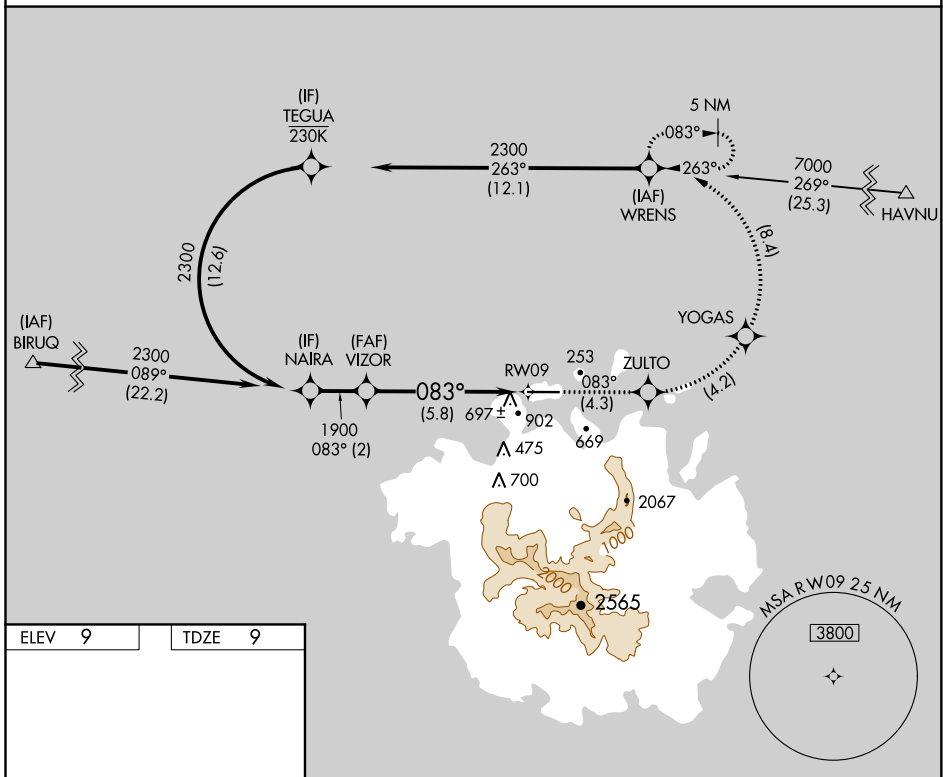 (IF)
TEGUA
230K
5 NM
083°
2300
263°
(12.1)
263°
7000
269°
(25.3)
(IAF)
WRENS
HAVNU
2300
(12.6)
(8.4)
(IAF)
BIRUQ
2300
089°
(22.2)
(IF)
NAIRA
(FAF)
VIZOR
YOGAS
RW09
253
ZULTO
083°
(5.8)
083°
(4.3)
(4.2)
1900
083° (2)
697 ±
902
669
475
700
2067
1000
2000
2565
MSA RW09 25 NM
3800
ELEV 9
TDZE 9